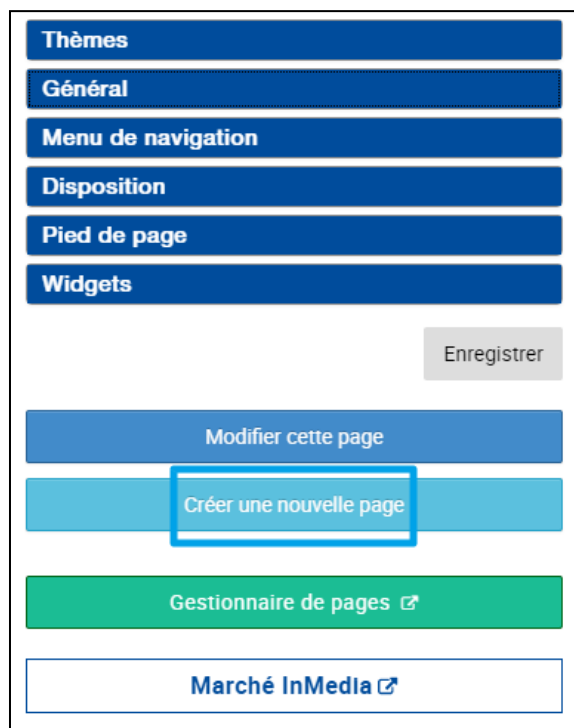 Thèmes
Général
Menu de navigation
Disposition
Pied de page
Widgets
Enregistrer
Modifier cette page
Créer une nouvelle page
Gestionnaire de pages
Marché InMedia